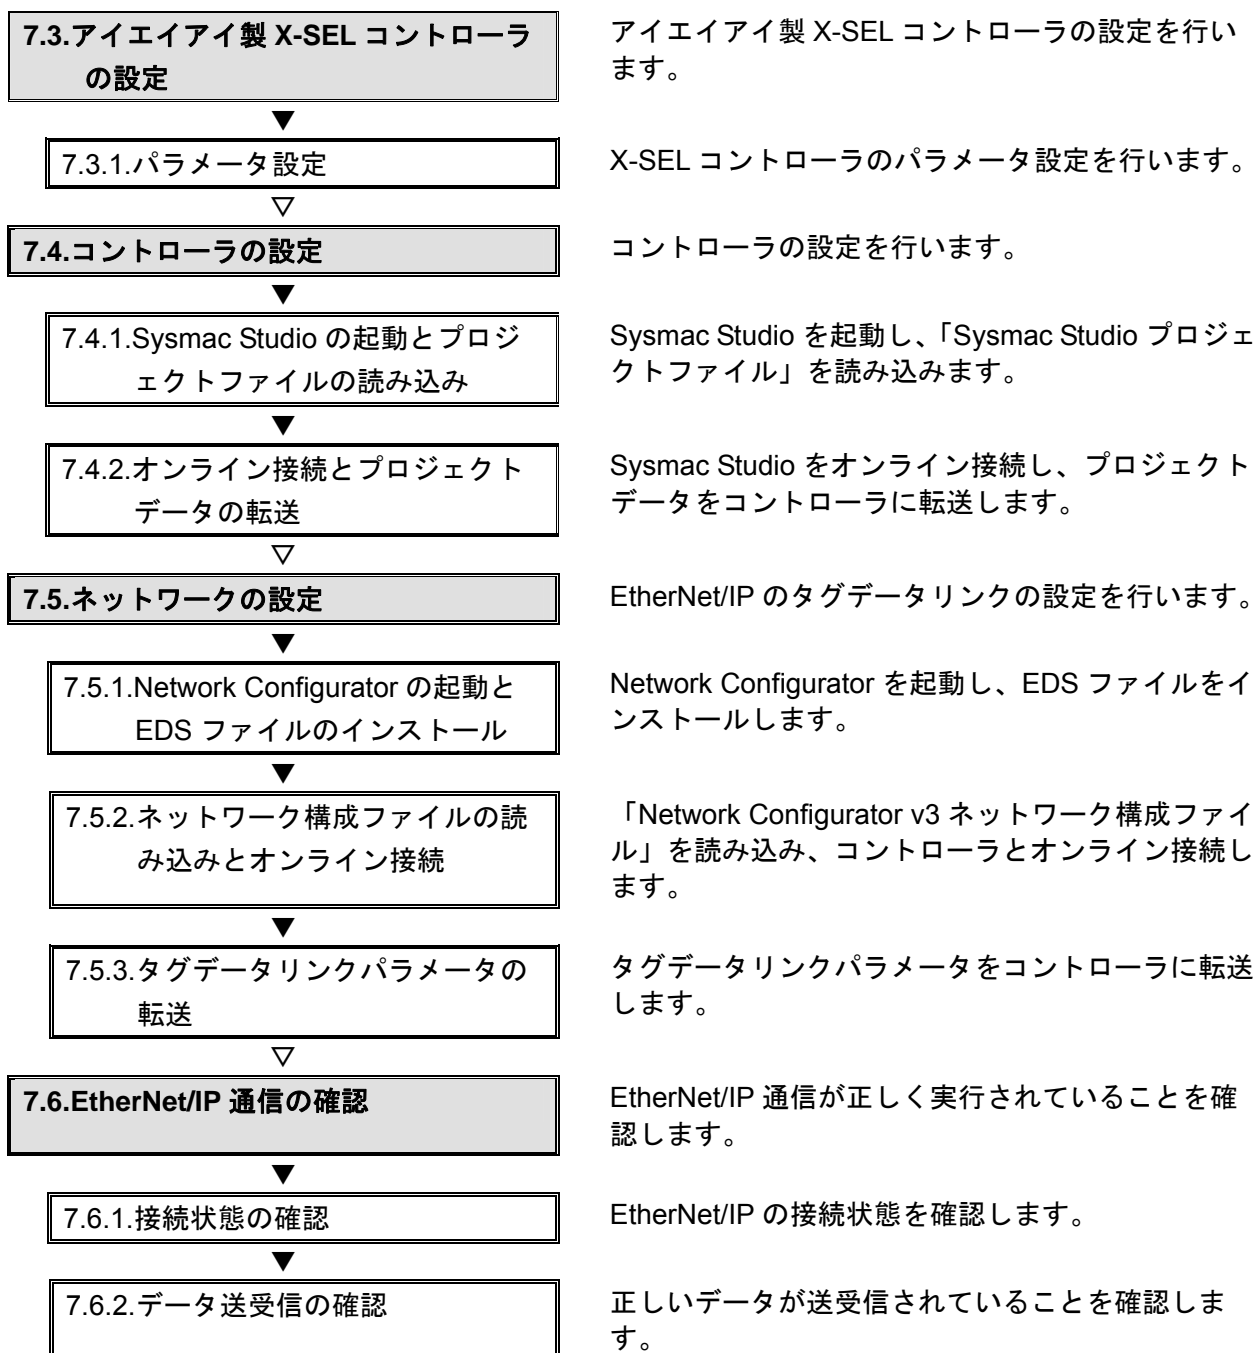 7.3.アイエイアイ製 X-SEL コントローラ
の設定
アイエイアイ製 X-SEL コントローラの設定を行い
ます。
▼
7.3.1.パラメータ設定
X-SEL コントローラのパラメータ設定を行います。
▽
7.4.コントローラの設定
コントローラの設定を行います。
▼
7.4.1.Sysmac Studio の起動とプロジ
ェクトファイルの読み込み
Sysmac Studio を起動し、「Sysmac Studio プロジェ
クトファイル」を読み込みます。
▼
7.4.2.オンライン接続とプロジェクト
データの転送
Sysmac Studio をオンライン接続し、プロジェクト
データをコントローラに転送します。
▽
7.5.ネットワークの設定
EtherNet/IP のタグデータリンクの設定を行います。
▼
7.5.1.Network Configurator の起動と
EDS ファイルのインストール
Network Configurator を起動し、EDS ファイルをイ
ンストールします。
▼
7.5.2.ネットワーク構成ファイルの読
み込みとオンライン接続
「Network Configurator v3 ネットワーク構成ファイ
ル」を読み込み、コントローラとオンライン接続し
ます。
▼
7.5.3.タグデータリンクパラメータの
転送
タグデータリンクパラメータをコントローラに転送
します。
▽
7.6.EtherNet/IP 通信の確認
EtherNet/IP 通信が正しく実行されていることを確
認します。
▼
7.6.1.接続状態の確認
EtherNet/IP の接続状態を確認します。
▼
7.6.2.データ送受信の確認
正しいデータが送受信されていることを確認しま
す。